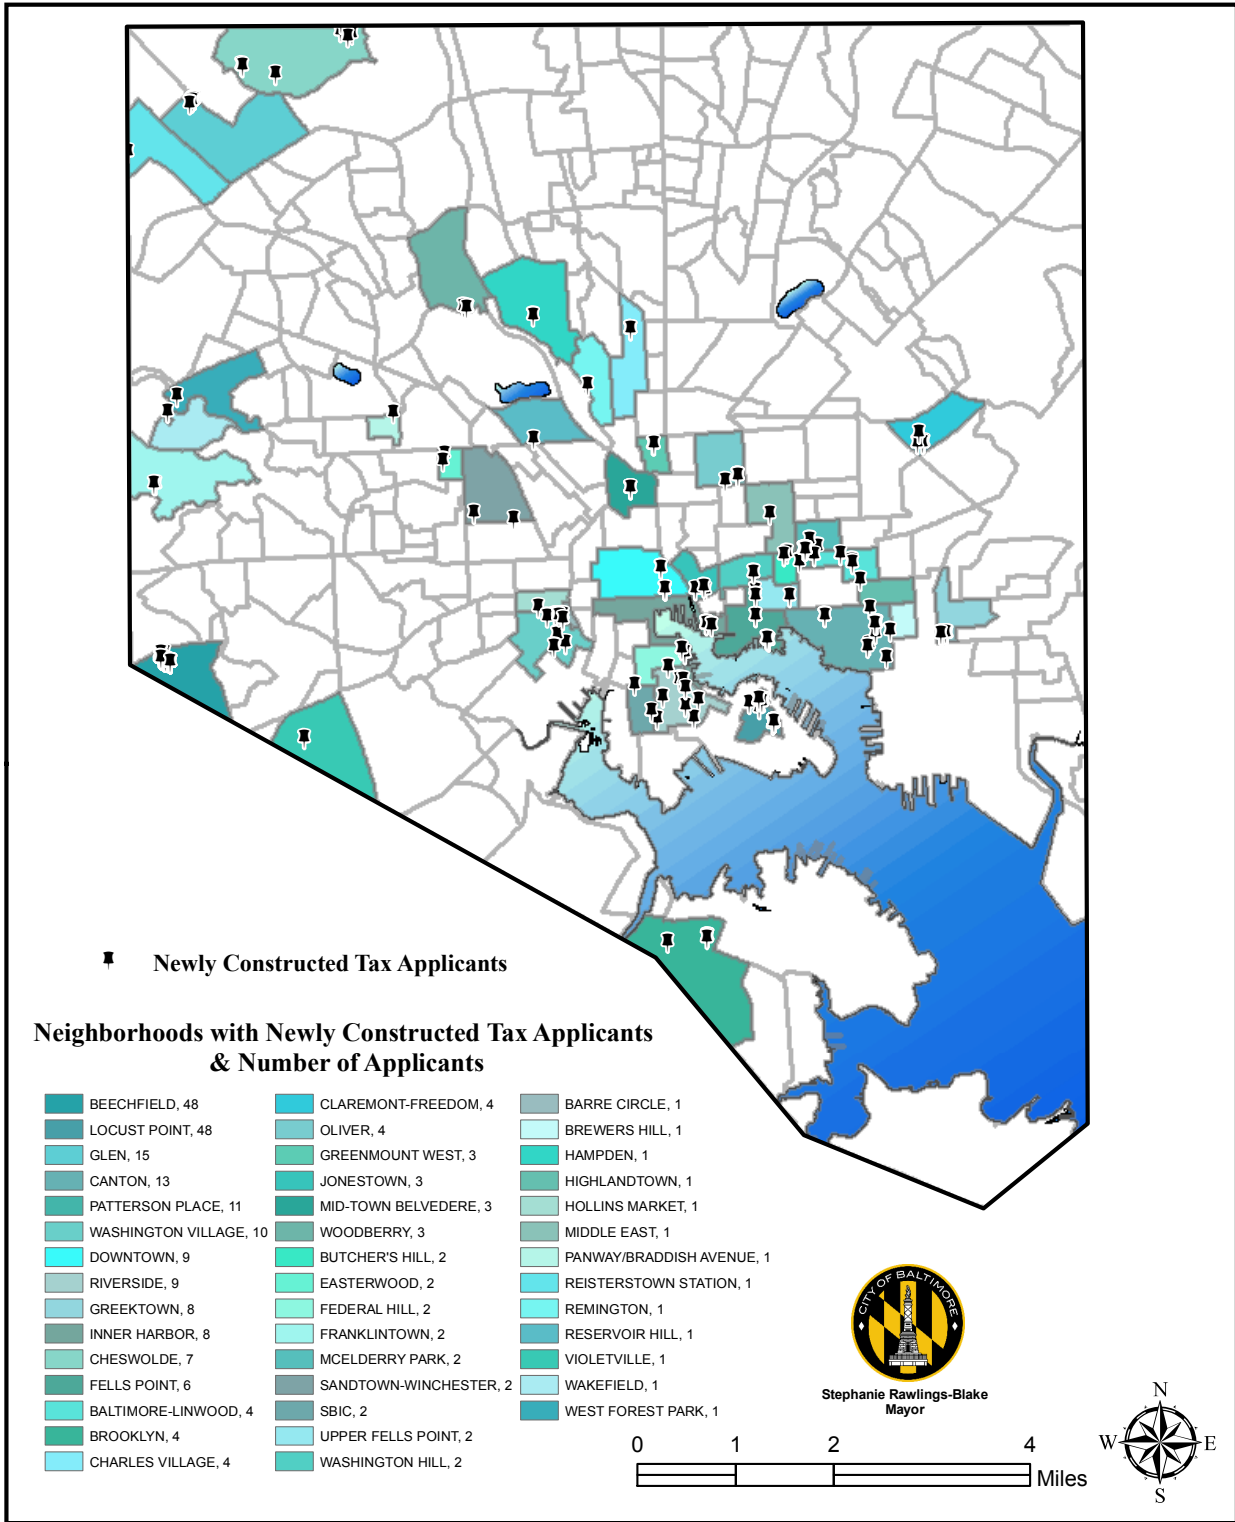 Newly Constructed Tax Applicants
Neighborhoods with Newly Constructed Tax Applicants
& Number of Applicants
BEECHFIELD, 48
LOCUST POINT, 48
GLEN, 15
CANTON, 13
PATTERSON PLACE, 11
WASHINGTON VILLAGE, 10
DOWNTOWN, 9
RIVERSIDE, 9
GREEKTOWN, 8
INNER HARBOR, 8
CHESWOLDE, 7
FELLS POINT, 6
BALTIMORE-LINWOOD, 4
BROOKLYN, 4
CHARLES VILLAGE, 4
CLAREMONT-FREEDOM, 4
OLIVER, 4
GREENMOUNT WEST, 3
JONESTOWN, 3
MID-TOWN BELVEDERE, 3
WOODBERRY, 3
BUTCHER'S HILL, 2
EASTERWOOD, 2
FEDERAL HILL, 2
FRANKLINTOWN, 2
MCELDERRY PARK, 2
SANDTOWN-WINCHESTER, 2
SBIC, 2
UPPER FELLS POINT, 2
WASHINGTON HILL, 2
BARRE CIRCLE, 1
BREWERS HILL, 1
HAMPDEN, 1
HIGHLANDTOWN, 1
HOLLINS MARKET, 1
MIDDLE EAST, 1
PANWAY/BRADDISH AVENUE, 1
REISTERSTOWN STATION, 1
REMINGTON, 1
RESERVOIR HILL, 1
VIOLETVILLE, 1
WAKEFIELD, 1
WEST FOREST PARK, 1
CITY OF BALTIMORE
Stephanie Rawlings-Blake
Mayor
0 1 2 4
Miles
N
W E
S